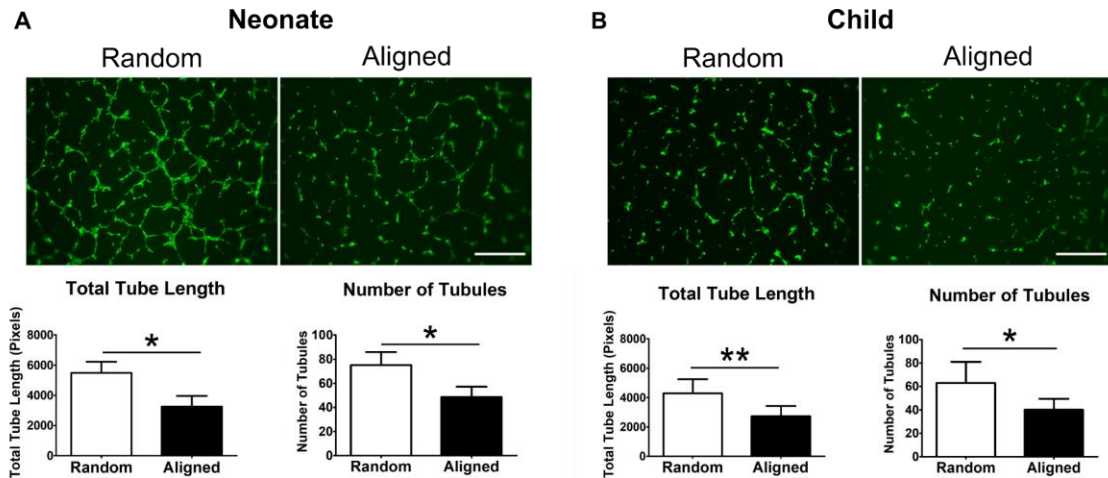 A
Neonate
Random
Aligned
Total Tube Length
Total Tube Length (Pixels)
8000
6000
4000
2000
0
*
Random
Aligned
Number of Tubules
Number of Tubules
100
80
60
40
20
0
*
Random
Aligned
B
Child
Random
Aligned
Total Tube Length
Total Tube Length (Pixels)
8000
6000
4000
2000
0
**
Random
Aligned
Number of Tubules
Number of Tubules
100
80
60
40
20
0
*
Random
Aligned